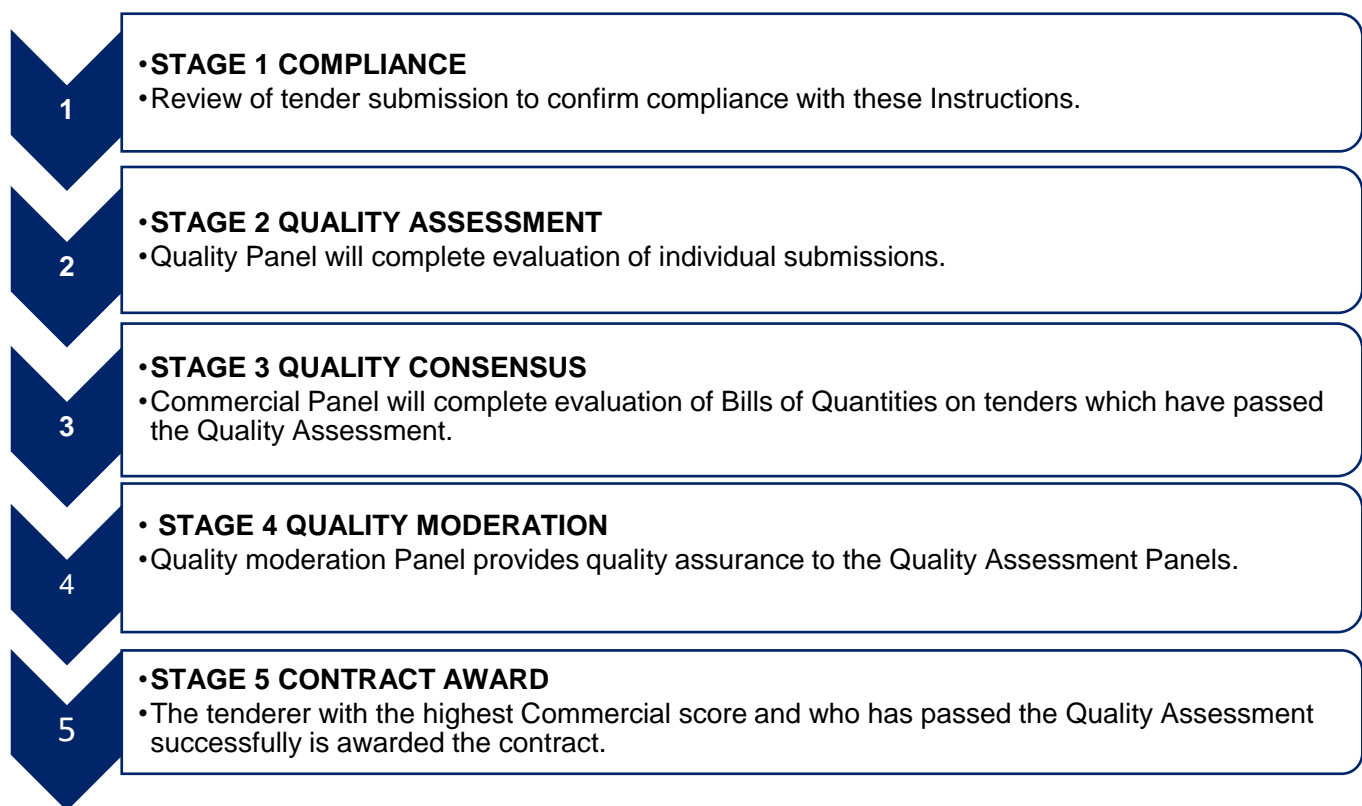 1
•STAGE 1 COMPLIANCE
•Review of tender submission to confirm compliance with these Instructions.
2
•STAGE 2 QUALITY ASSESSMENT
•Quality Panel will complete evaluation of individual submissions.
3
•STAGE 3 QUALITY CONSENSUS
•Commercial Panel will complete evaluation of Bills of Quantities on tenders which have passed
the Quality Assessment.
4
• STAGE 4 QUALITY MODERATION
•Quality moderation Panel provides quality assurance to the Quality Assessment Panels.
5
•STAGE 5 CONTRACT AWARD
•The tenderer with the highest Commercial score and who has passed the Quality Assessment
successfully is awarded the contract.